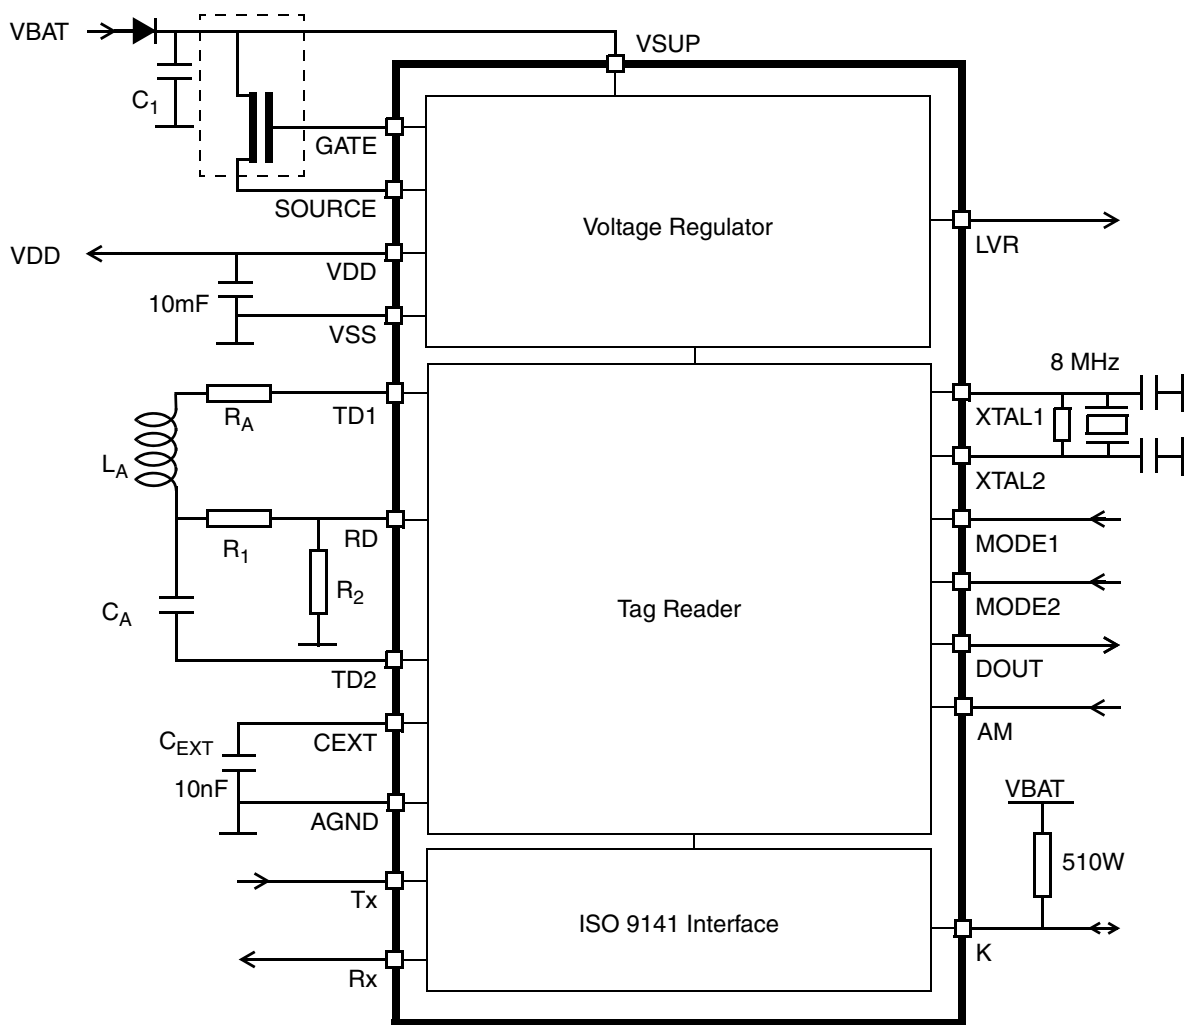 VBAT
VSUP
C1
GATE
SOURCE
Voltage Regulator
LVR
VDD
VDD
10mF
VSS
8 MHz
RA
TD1
XTAL1
LA
XTAL2
R1
RD
MODE1
R2
CA
Tag Reader
MODE2
TD2
DOUT
CEXT
CEXT
AM
10nF
AGND
VBAT
510W
Tx
ISO 9141 Interface
K
Rx